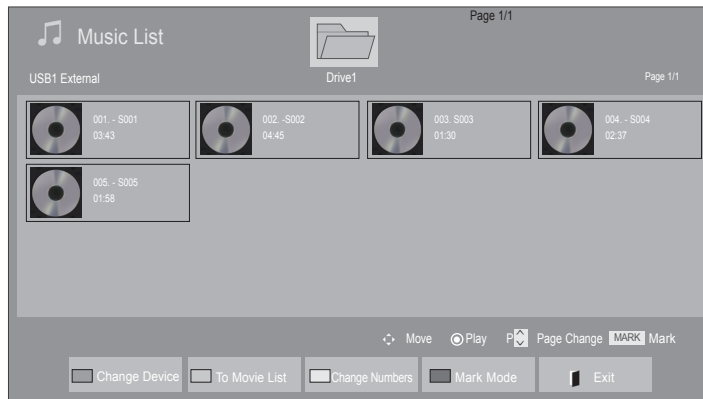 Page 1/1
Music List
USB1 External
Drive1
Page 1/1
001. - S001
03:43
002. -S002
04:45
003. S003
01:30
004. - S004
02:37
005. - S005
01:58
Move
Play
P
Page Change
MARK
Mark
Change Device
To Movie List
Change Numbers
Mark Mode
Exit